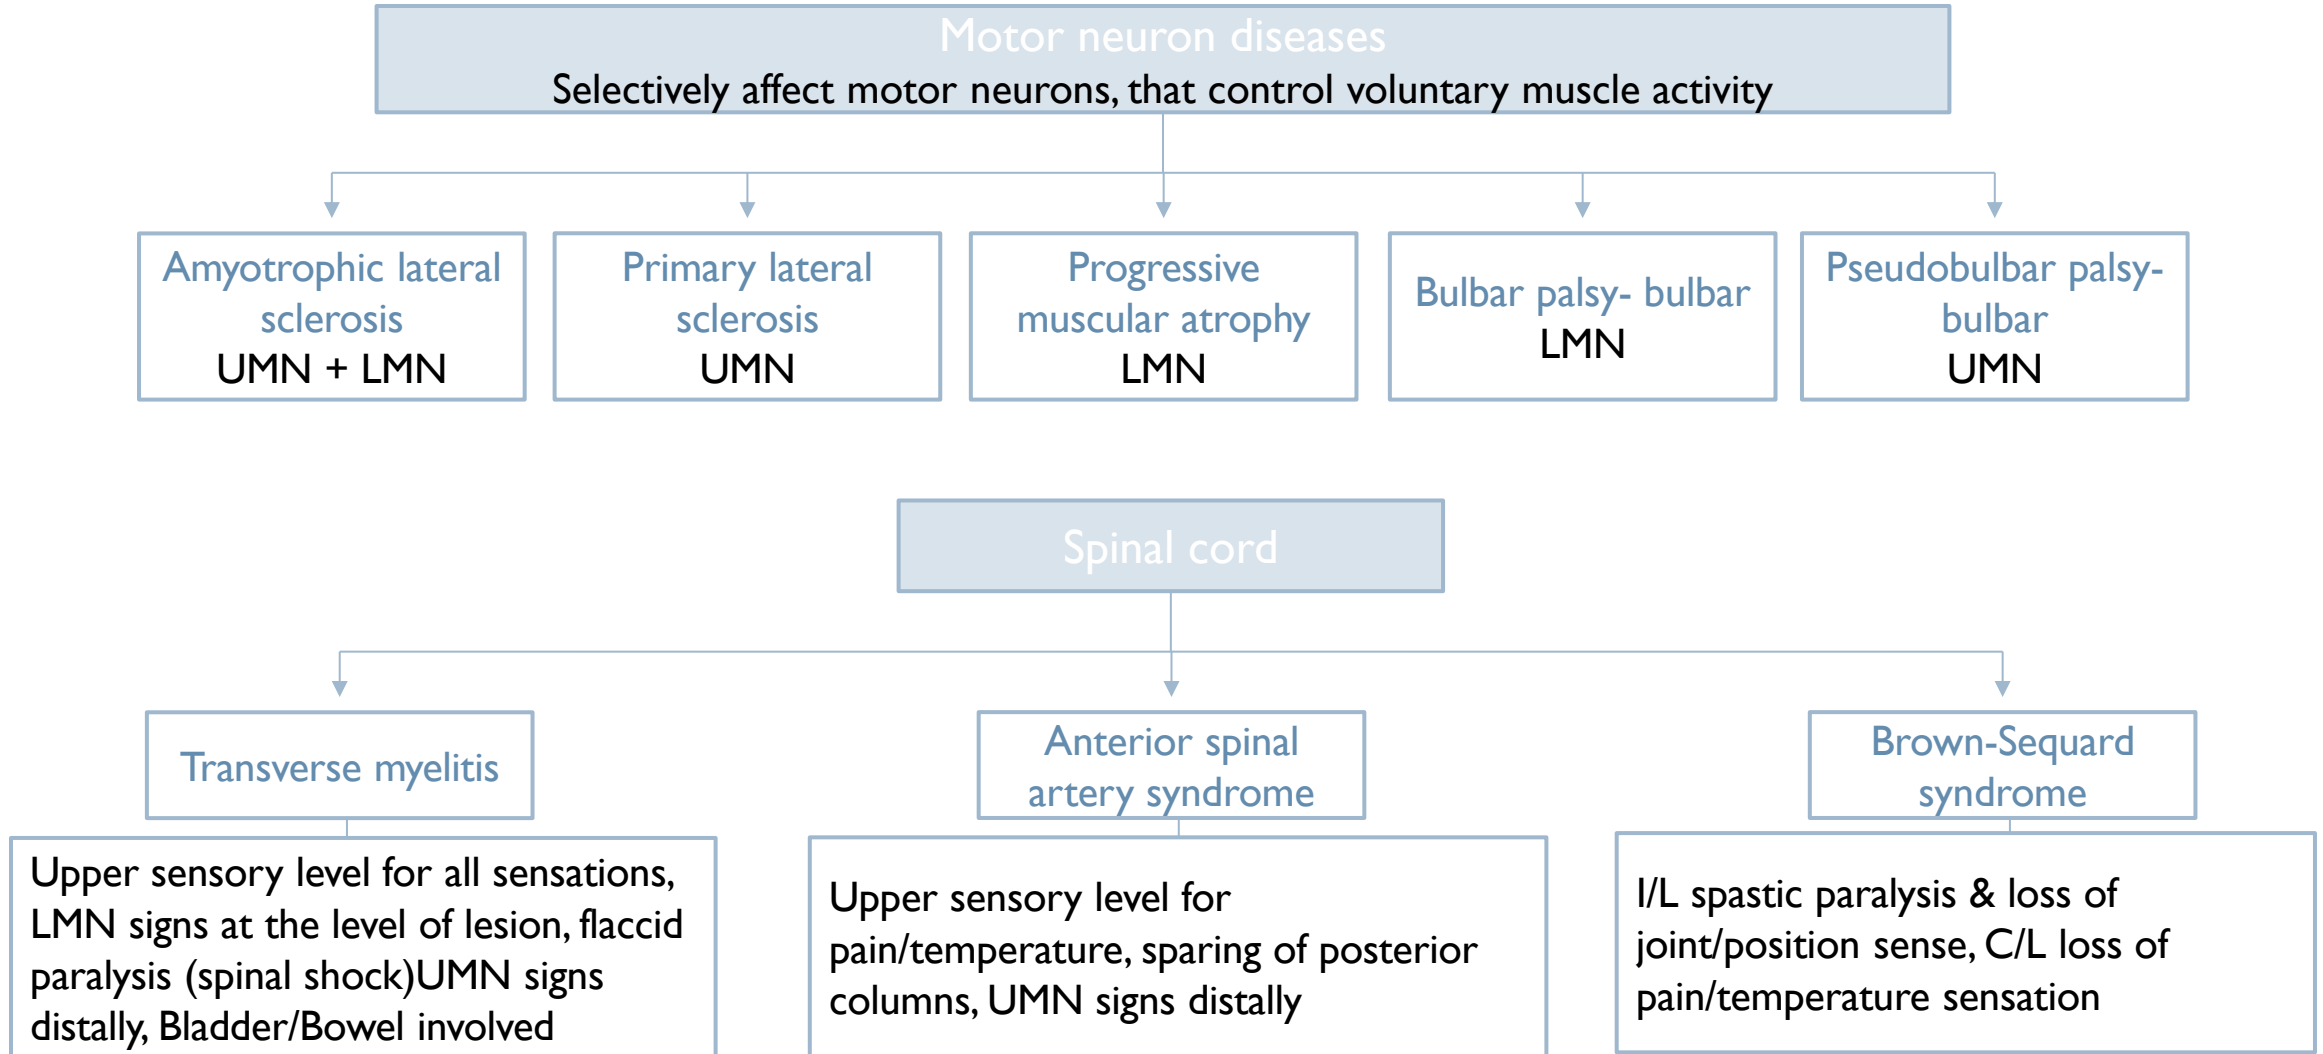 Motor neuron diseases
Selectively affect motor neurons, that control voluntary muscle activity
Amyotrophic lateral
sclerosis
UMN + LMN
Primary lateral
sclerosis
UMN
Progressive
muscular atrophy
LMN
Bulbar palsy- bulbar
LMN
Pseudobulbar palsy-
bulbar
UMN
Spinal cord
Transverse myelitis
Upper sensory level for all sensations,
LMN signs at the level of lesion, flaccid
paralysis (spinal shock)UMN signs
distally, Bladder/Bowel involved
Anterior spinal
artery syndrome
Upper sensory level for
pain/temperature, sparing of posterior
columns, UMN signs distally
Brown-Sequard
syndrome
I/L spastic paralysis & loss of
joint/position sense, C/L loss of
pain/temperature sensation